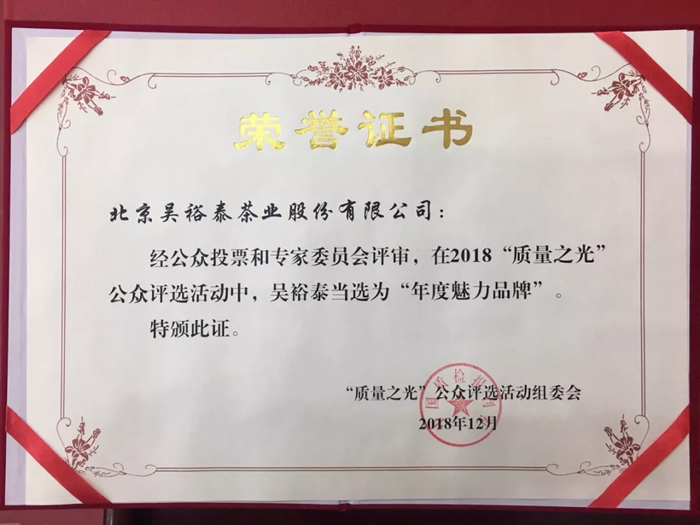 荣誉证书
北京吴裕泰茶业股份有限公司：
经公众投票和专家委员会评审，在2018“质量之光”
公众评选活动中，吴裕泰当选为“年度魅力品牌”。
特颁此证。
“质量之光”公众评选活动组委会
2018年12月